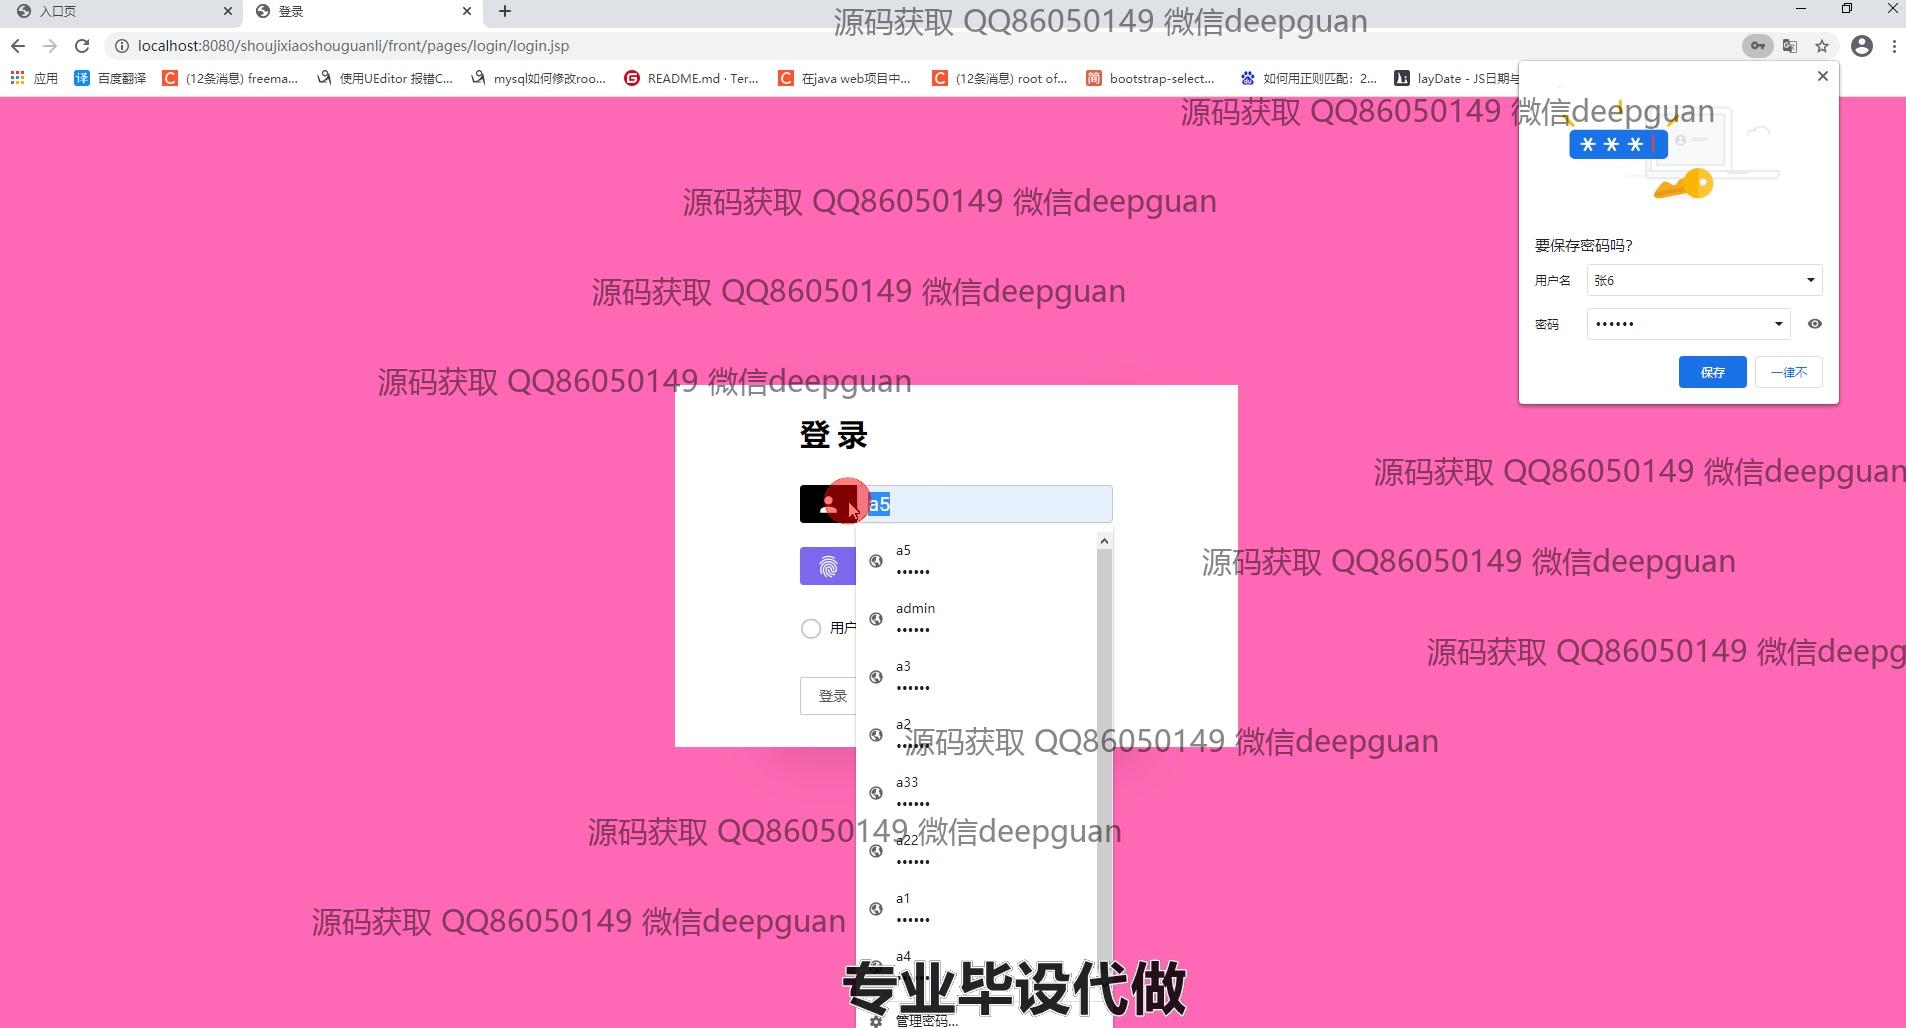 入口页
登录
源码获取 QQ86050149 微信deepguan
localhost:8080/shoujixiaoshouguanli/front/pages/login/login.jsp
应用
译 百度翻译
(12条消息) freema...
使用UEditor 报错C...
mysql如何修改roo...
README.md · Ter...
在java web项目中...
(12条消息) root of...
简 bootstrap-select...
如何用正则匹配：2...
layDate - JS日期与
源码获取 QQ86050149 微信deepguan
***
源码获取 QQ86050149 微信deepguan
要保存密码吗?
用户名 张6
源码获取 QQ86050149 微信deepguan
密码 ••••••
保存 一律不
源码获取 QQ86050149 微信deepguan
登 录
源码获取 QQ86050149 微信deepguan
a5
a5
••••••
源码获取 QQ86050149 微信deepguan
admin
••••••
用户
源码获取 QQ86050149 微信deepg
a3
••••••
登录
a2
••••••
源码获取 QQ86050149 微信deepguan
a33
••••••
源码获取 QQ86050149 微信deepguan
a22
••••••
a1
••••••
源码获取 QQ86050149 微信deepguan
a4
专业毕设代做
管理密码...